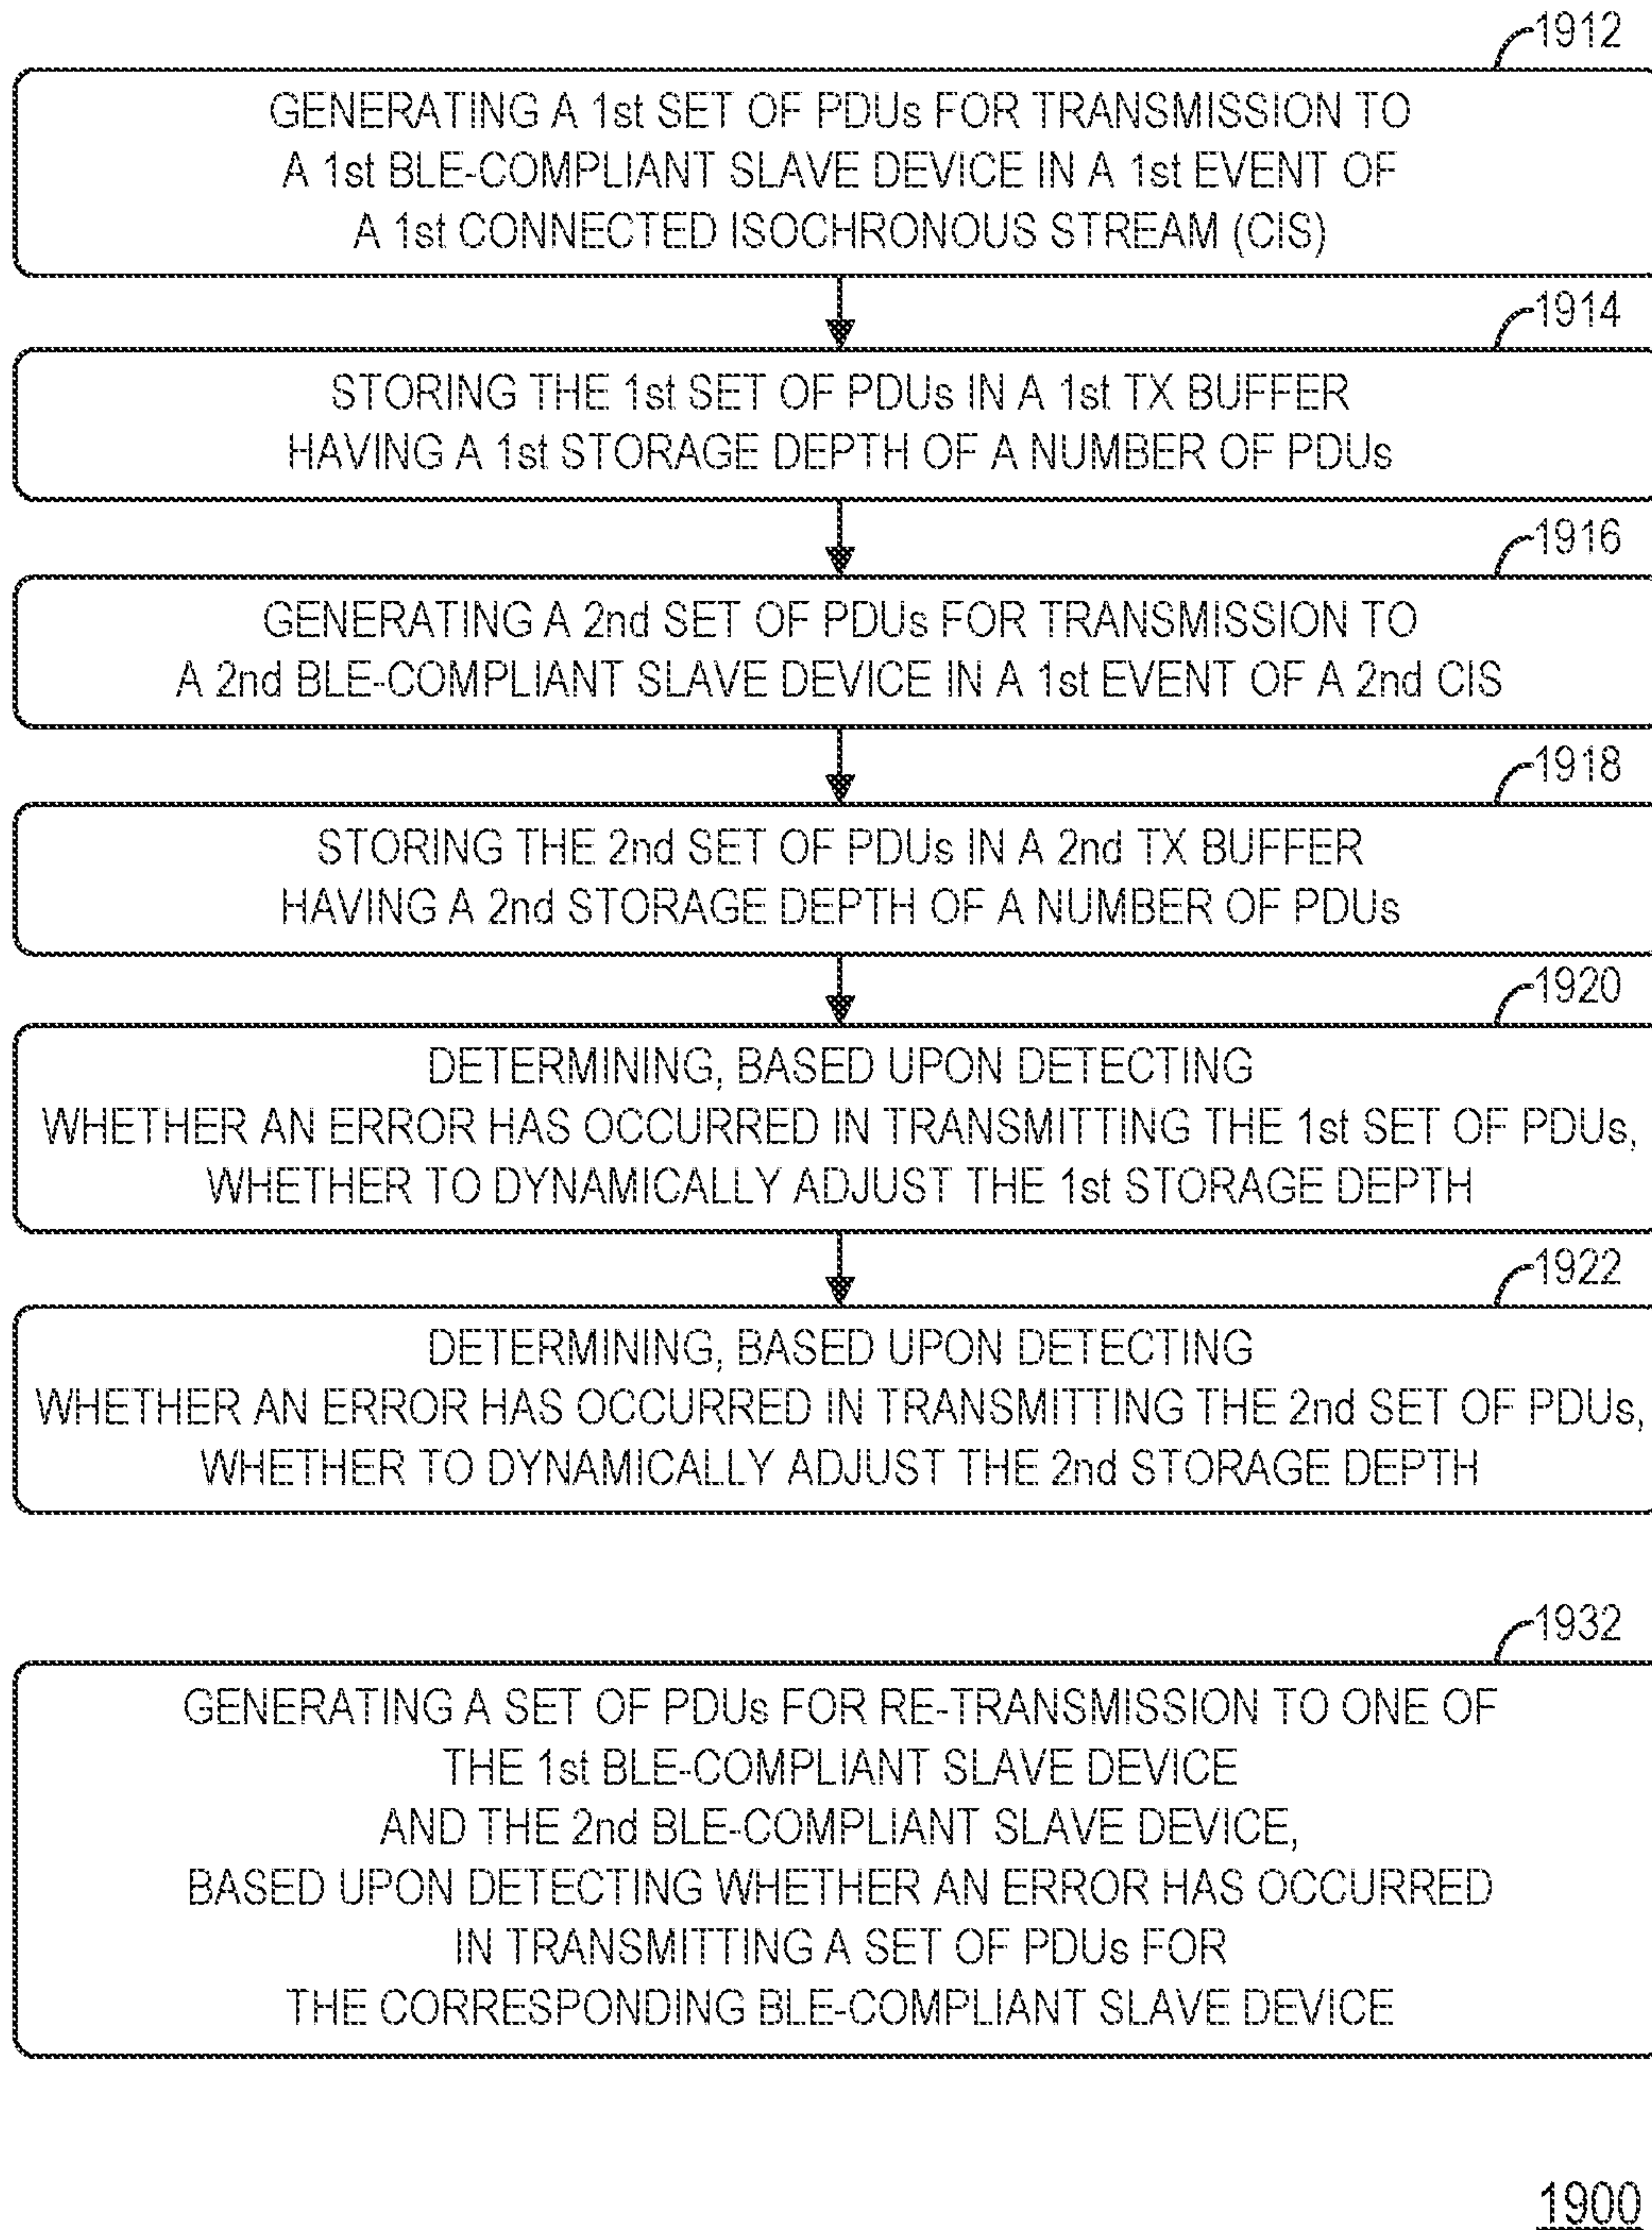 1912
GENERATING A 1st SET OF PDUs FOR TRANSMISSION TO
A 1st BLE-COMPLIANT SLAVE DEVICE IN A 1st EVENT OF
A 1st CONNECTED ISOCHRONOUS STREAM (CIS)
1914
STORING THE 1st SET OF PDUs IN A 1st TX BUFFER
HAVING A 1st STORAGE DEPTH OF A NUMBER OF PDUs
1916
GENERATING A 2nd SET OF PDUs FOR TRANSMISSION TO
A 2nd BLE-COMPLIANT SLAVE DEVICE IN A 1st EVENT OF A 2nd CIS
1918
STORING THE 2nd SET OF PDUs IN A 2nd TX BUFFER
HAVING A 2nd STORAGE DEPTH OF A NUMBER OF PDUs
1920
DETERMINING, BASED UPON DETECTING
WHETHER AN ERROR HAS OCCURRED IN TRANSMITTING THE 1st SET OF PDUs,
WHETHER TO DYNAMICALLY ADJUST THE 1st STORAGE DEPTH
1922
DETERMINING, BASED UPON DETECTING
WHETHER AN ERROR HAS OCCURRED IN TRANSMITTING THE 2nd SET OF PDUs,
WHETHER TO DYNAMICALLY ADJUST THE 2nd STORAGE DEPTH
1932
GENERATING A SET OF PDUs FOR RE-TRANSMISSION TO ONE OF
THE 1st BLE-COMPLIANT SLAVE DEVICE
AND THE 2nd BLE-COMPLIANT SLAVE DEVICE,
BASED UPON DETECTING WHETHER AN ERROR HAS OCCURRED
IN TRANSMITTING A SET OF PDUs FOR
THE CORRESPONDING BLE-COMPLIANT SLAVE DEVICE
1900